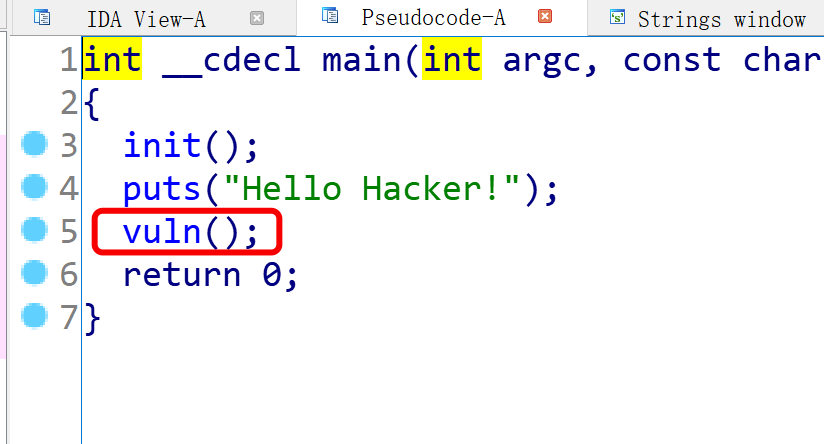 IDA View-A Pseudocode-A Strings window
1 int __cdecl main(int argc, const char
2 {
3 init();
4 puts("Hello Hacker!");
5 vuln();
6 return 0;
7 }